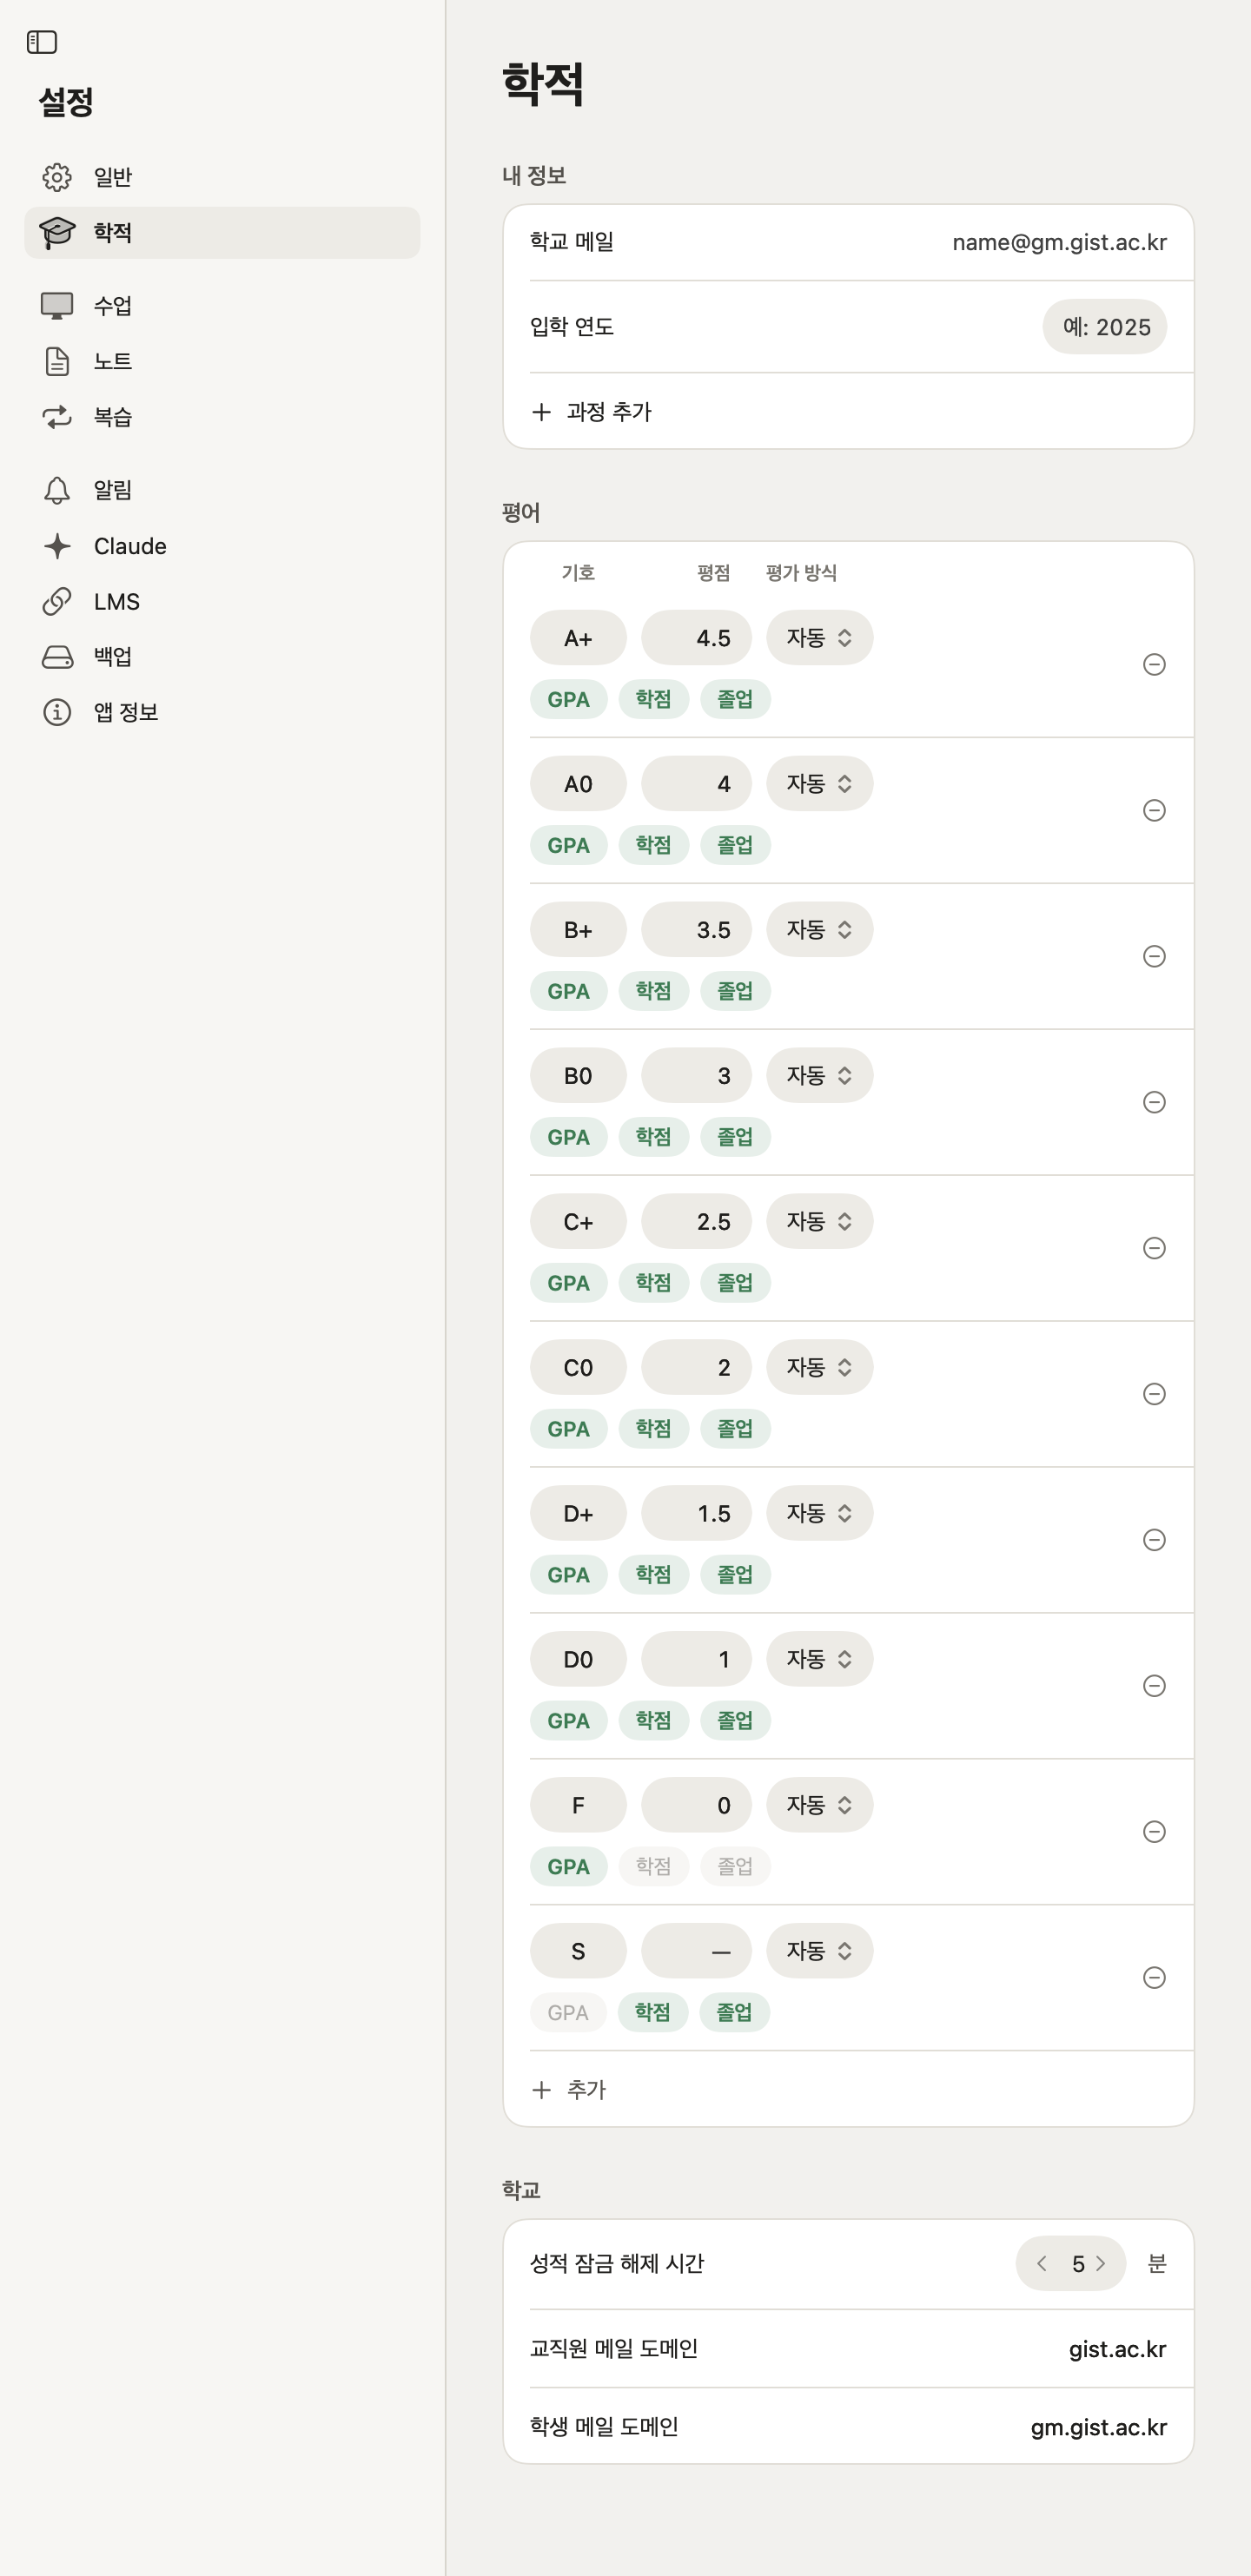 설정
일반
학적
수업
노트
복습
알림
Claude
LMS
백업
앱 정보
학적
내 정보
학교 메일 name@gm.gist.ac.kr
입학 연도 예: 2025
+ 과정 추가
평어
기호 평점 평가 방식
A+ 4.5 자동
GPA 학점 졸업
A0 4 자동
GPA 학점 졸업
B+ 3.5 자동
GPA 학점 졸업
B0 3 자동
GPA 학점 졸업
C+ 2.5 자동
GPA 학점 졸업
C0 2 자동
GPA 학점 졸업
D+ 1.5 자동
GPA 학점 졸업
D0 1 자동
GPA 학점 졸업
F 0 자동
GPA 학점 졸업
S — 자동
GPA 학점 졸업
+ 추가
학교
성적 잠금 해제 시간 5 분
교직원 메일 도메인 gist.ac.kr
학생 메일 도메인 gm.gist.ac.kr